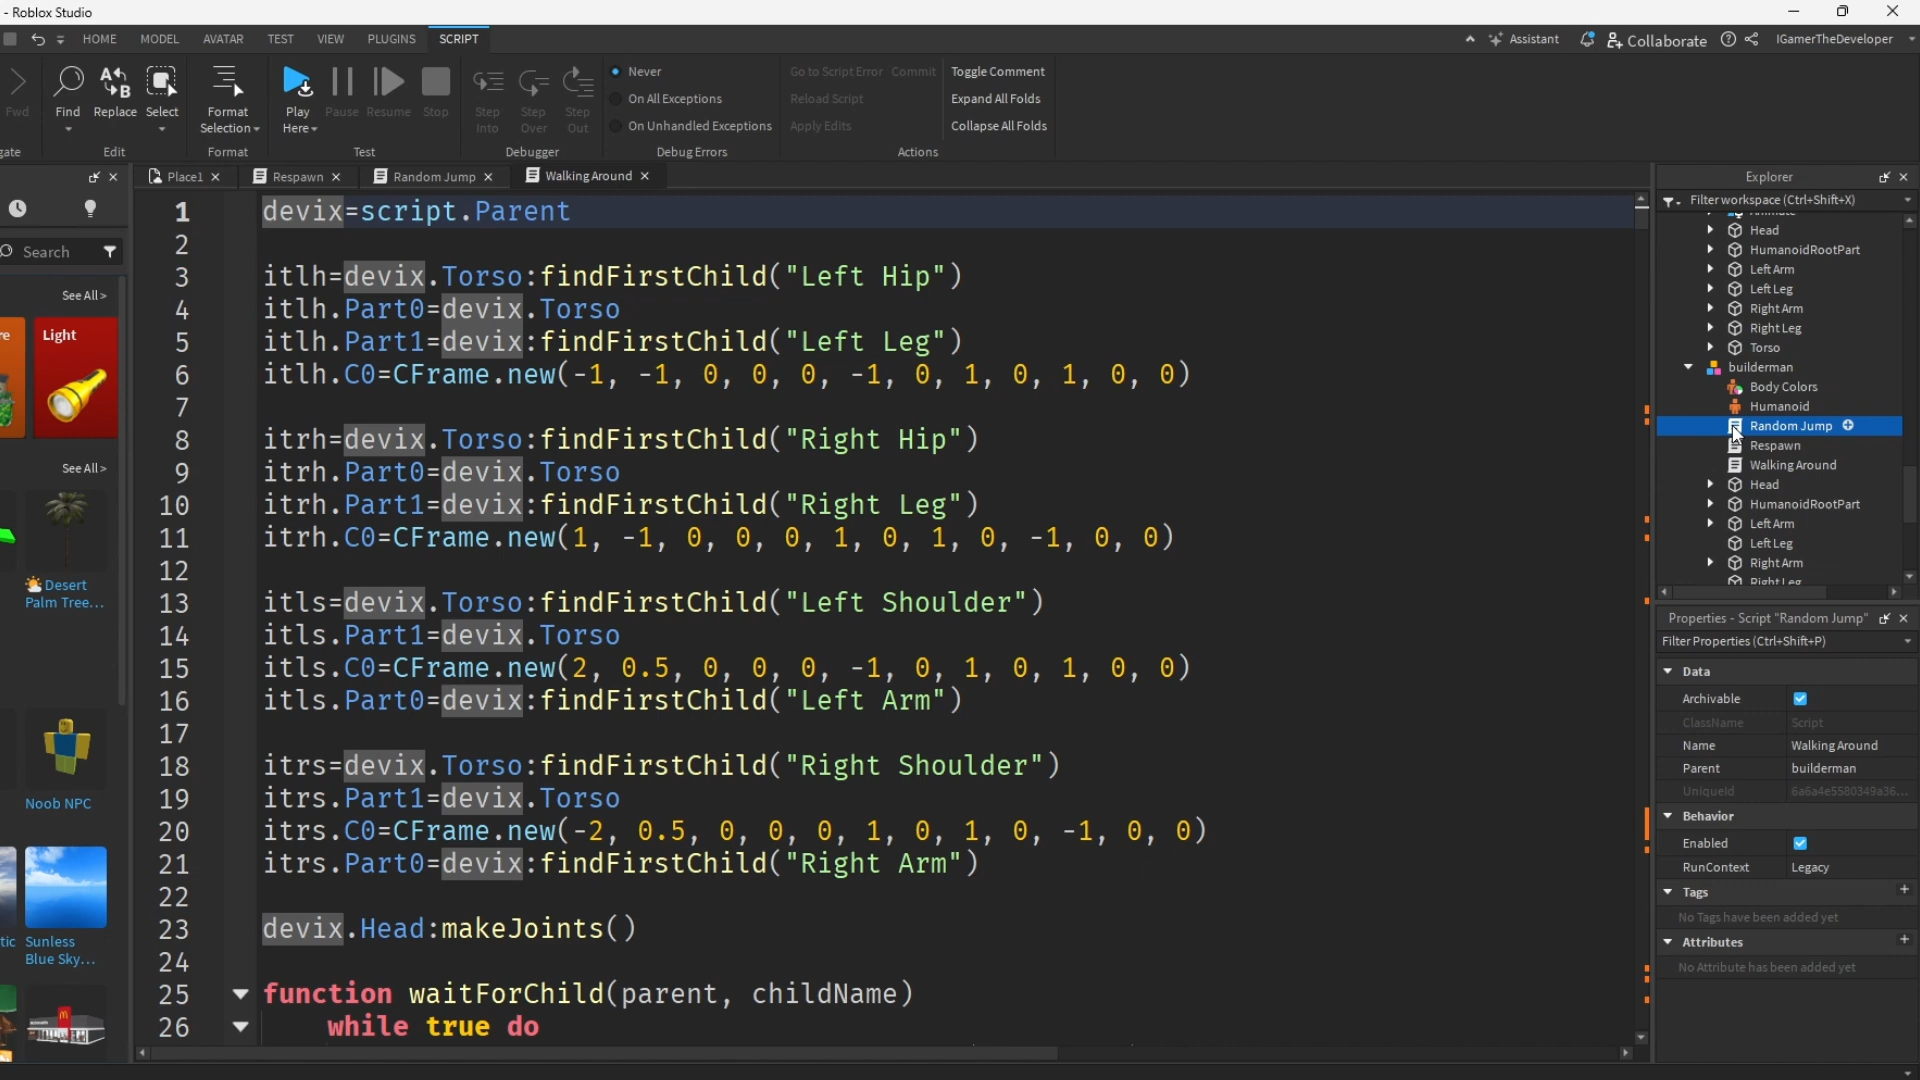 - Roblox Studio
HOME MODEL AVATAR TEST VIEW PLUGINS SCRIPT
Assistant Collaborate IGamerTheDeveloper
Fwd Find Replace Select Format Selection Play Here Pause Resume Stop Step Into Step Over Step Out
Never
On All Exceptions
On Unhandled Exceptions
Go to Script Error Commit
Reload Script
Apply Edits
Toggle Comment
Expand All Folds
Collapse All Folds
gate Edit Format Test Debugger Debug Errors Actions
Place1 Respawn Random Jump Walking Around
Search
See All >
re Light
See All >
Desert
Palm Tree...
Noob NPC
tic Sunless
Blue Sky...
1 devix=script.Parent
2
3 itlh=devix.Torso:findFirstChild("Left Hip")
4 itlh.Part0=devix.Torso
5 itlh.Part1=devix:findFirstChild("Left Leg")
6 itlh.C0=CFrame.new(-1, -1, 0, 0, 0, -1, 0, 1, 0, 1, 0, 0)
7
8 itrh=devix.Torso:findFirstChild("Right Hip")
9 itrh.Part0=devix.Torso
10 itrh.Part1=devix:findFirstChild("Right Leg")
11 itrh.C0=CFrame.new(1, -1, 0, 0, 0, 1, 0, 1, 0, -1, 0, 0)
12
13 itls=devix.Torso:findFirstChild("Left Shoulder")
14 itls.Part1=devix.Torso
15 itls.C0=CFrame.new(2, 0.5, 0, 0, 0, -1, 0, 1, 0, 1, 0, 0)
16 itls.Part0=devix:findFirstChild("Left Arm")
17
18 itrs=devix.Torso:findFirstChild("Right Shoulder")
19 itrs.Part1=devix.Torso
20 itrs.C0=CFrame.new(-2, 0.5, 0, 0, 0, 1, 0, 1, 0, -1, 0, 0)
21 itrs.Part0=devix:findFirstChild("Right Arm")
22
23 devix.Head:makeJoints()
24
25 function waitForChild(parent, childName)
26 while true do
Explorer
Filter workspace (Ctrl+Shift+X)
Animate
Head
HumanoidRootPart
Left Arm
Left Leg
Right Arm
Right Leg
Torso
builderman
Body Colors
Humanoid
Random Jump
Respawn
Walking Around
Head
HumanoidRootPart
Left Arm
Left Leg
Right Arm
Right Leg
Properties - Script "Random Jump"
Filter Properties (Ctrl+Shift+P)
Data
Archivable
ClassName Script
Name Walking Around
Parent builderman
UniqueId 6a6a4e5580349a36...
Behavior
Enabled
RunContext Legacy
Tags
No Tags have been added yet
Attributes
No Attribute has been added yet